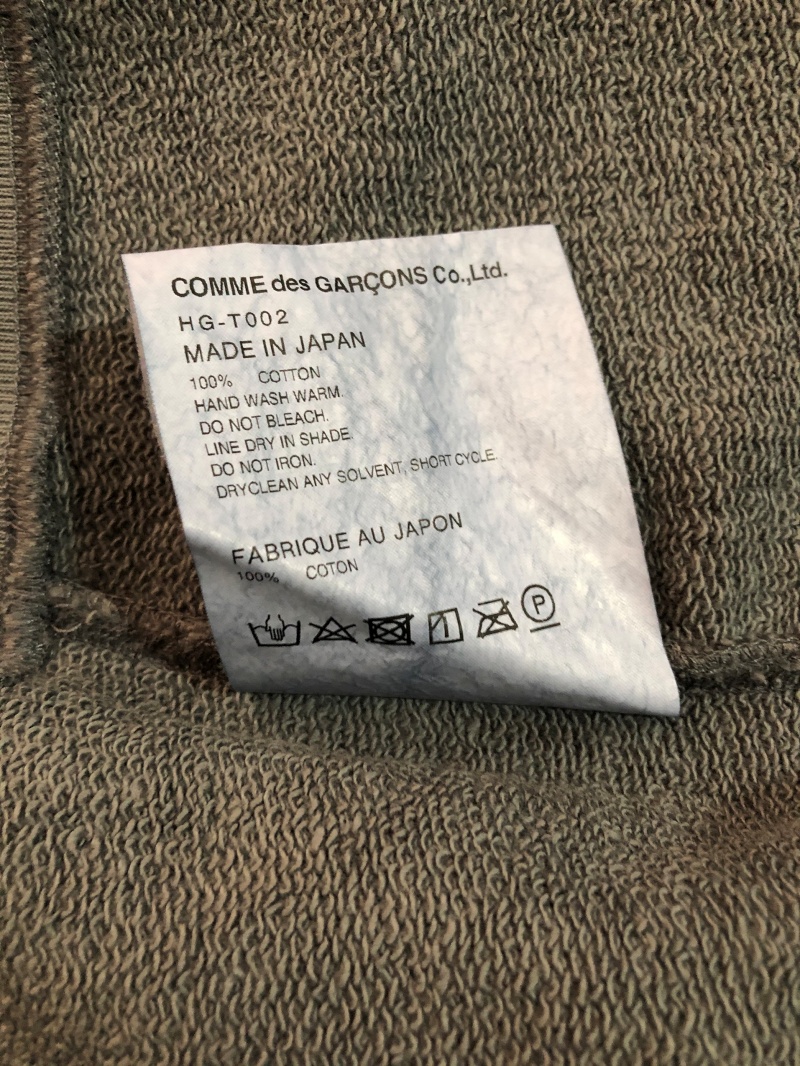 COMME des GARÇONS Co.,Ltd.
HG-T002
MADE IN JAPAN
100% COTTON
HAND WASH WARM.
DO NOT BLEACH.
LINE DRY IN SHADE.
DO NOT IRON.
DRYCLEAN ANY SOLVENT, SHORT CYCLE.
FABRIQUE AU JAPON
100% COTON
P